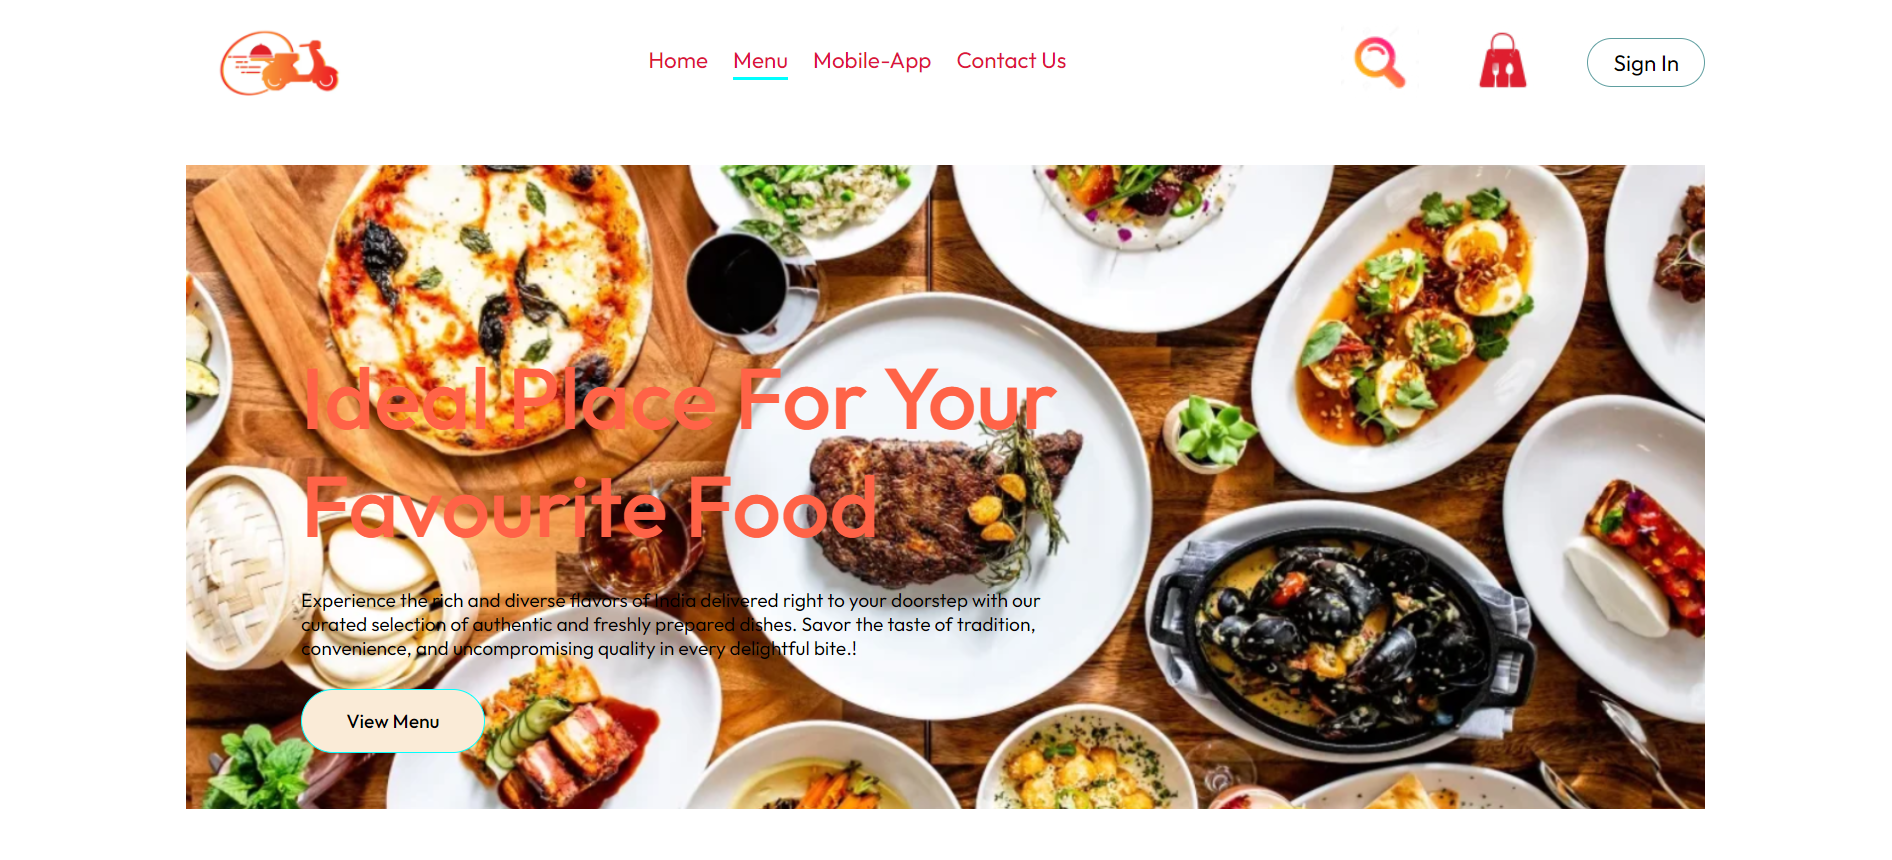 Home Menu Mobile-App Contact Us Sign In
Ideal Place For Your
Favourite Food
Experience the rich and diverse flavors of India delivered right to your doorstep with our
curated selection of authentic and freshly prepared dishes. Savor the taste of tradition,
convenience, and uncompromising quality in every delightful bite.!
View Menu